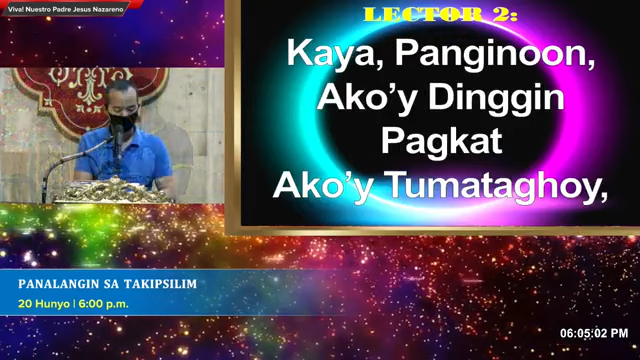 Viva! Nuestro Padre Jesus Nazareno
LECTOR 2:
Kaya, Panginoon,
Ako’y Dinggin
Pagkat
Ako’y Tumataghoy,
PANALANGIN SA TAKIPSILIM
20 Hunyo | 6:00 p.m.
06:05:02 PM